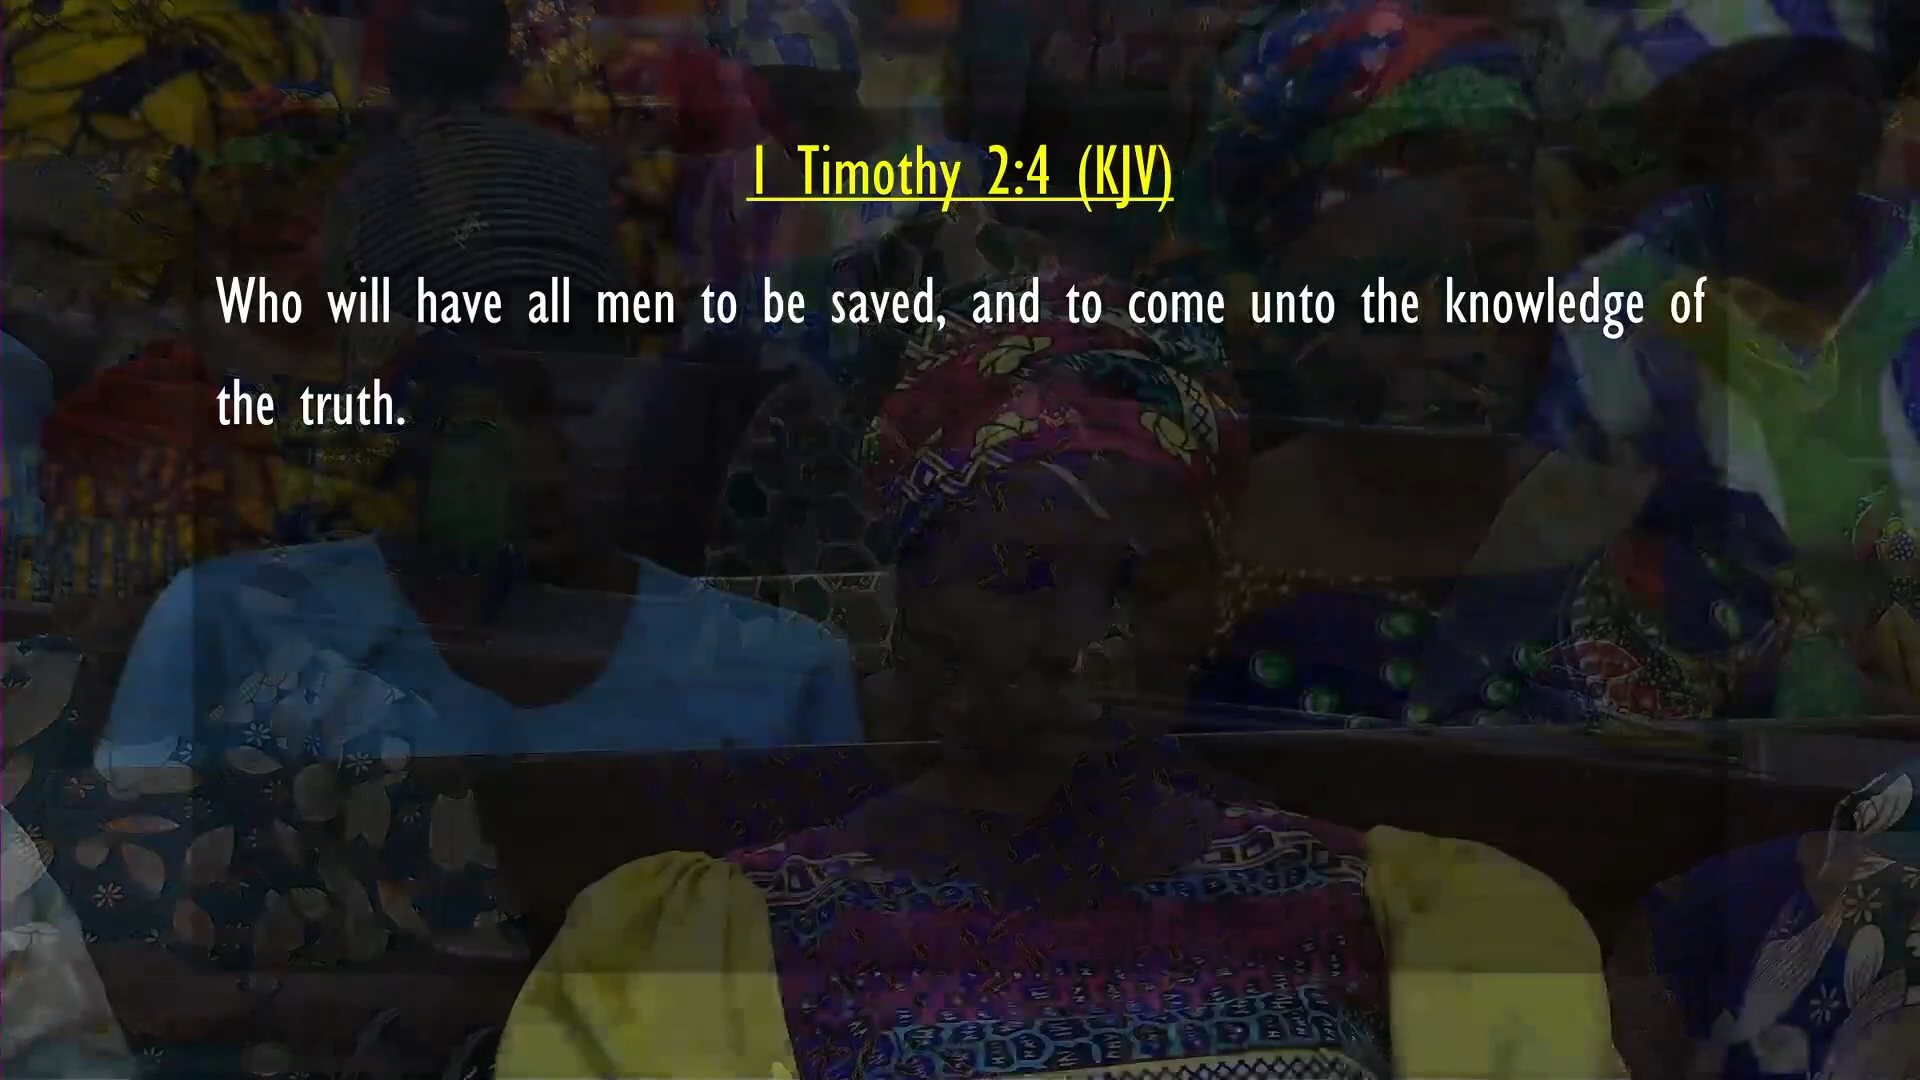 1 Timothy 2:4 (KJV)
Who will have all men to be saved, and to come unto the knowledge of
the truth.